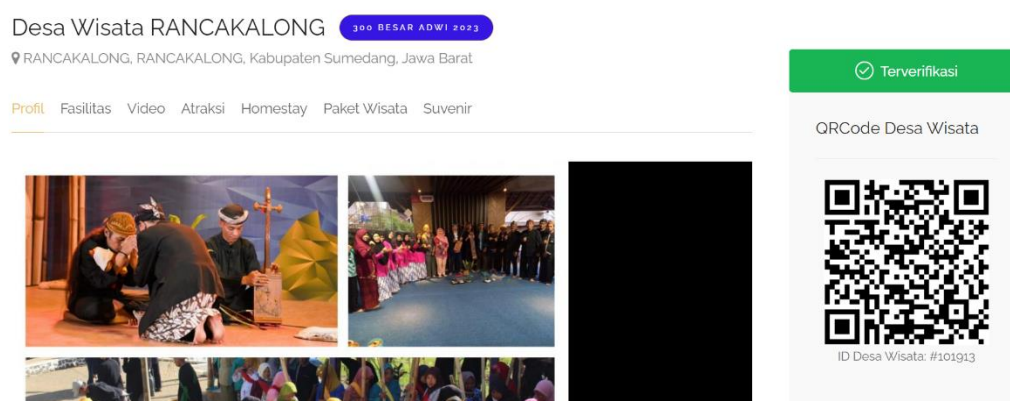 Desa Wisata RANCAKALONG 300 BESAR ADWI 2023
RANCAKALONG, RANCAKALONG, Kabupaten Sumedang, Jawa Barat
Profil Fasilitas Video Atraksi Homestay Paket Wisata Suvenir
Terverifikasi
QRCode Desa Wisata
ID Desa Wisata: #101913